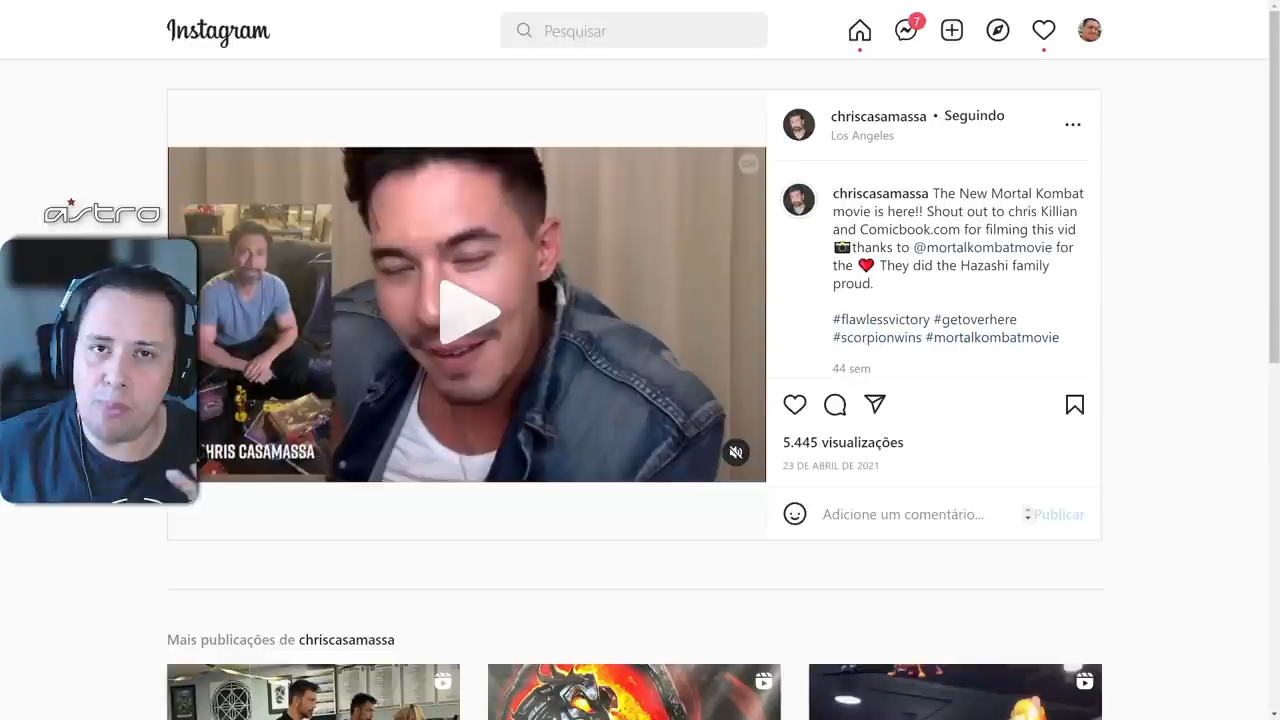 Instagram
Pesquisar
7
chriscasamassa • Seguindo
Los Angeles
astro
chriscasamassa The New Mortal Kombat
movie is here!! Shout out to chris Killian
and Comicbook.com for filming this vid
📸thanks to @mortalkombatmovie for
the ❤️ They did the Hazashi family
proud.
#flawlessvictory #getoverhere
#scorpionwins #mortalkombatmovie
44 sem
CHRIS CASAMASSA
5.445 visualizações
23 DE ABRIL DE 2021
Adicione um comentário...
Publicar
Mais publicações de chriscasamassa